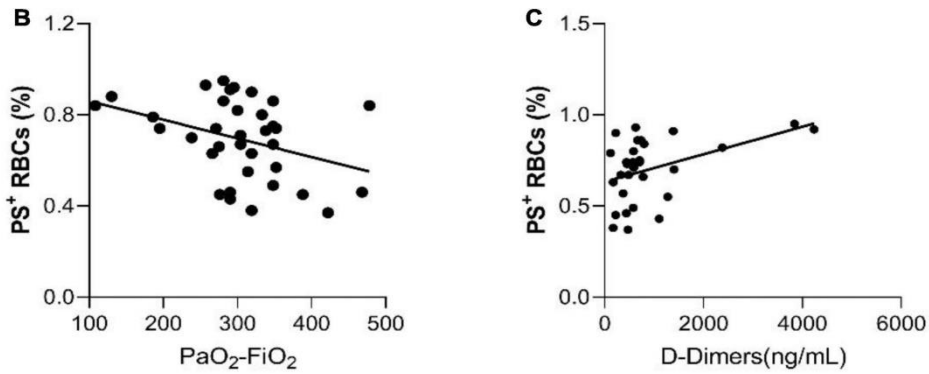 B
PS⁺ RBCs (%)
1.2
0.8
0.4
0.0
100 200 300 400 500
PaO₂-FiO₂
C
PS⁺ RBCs (%)
1.5
1.0
0.5
0.0
0 2000 4000 6000
D-Dimers(ng/mL)